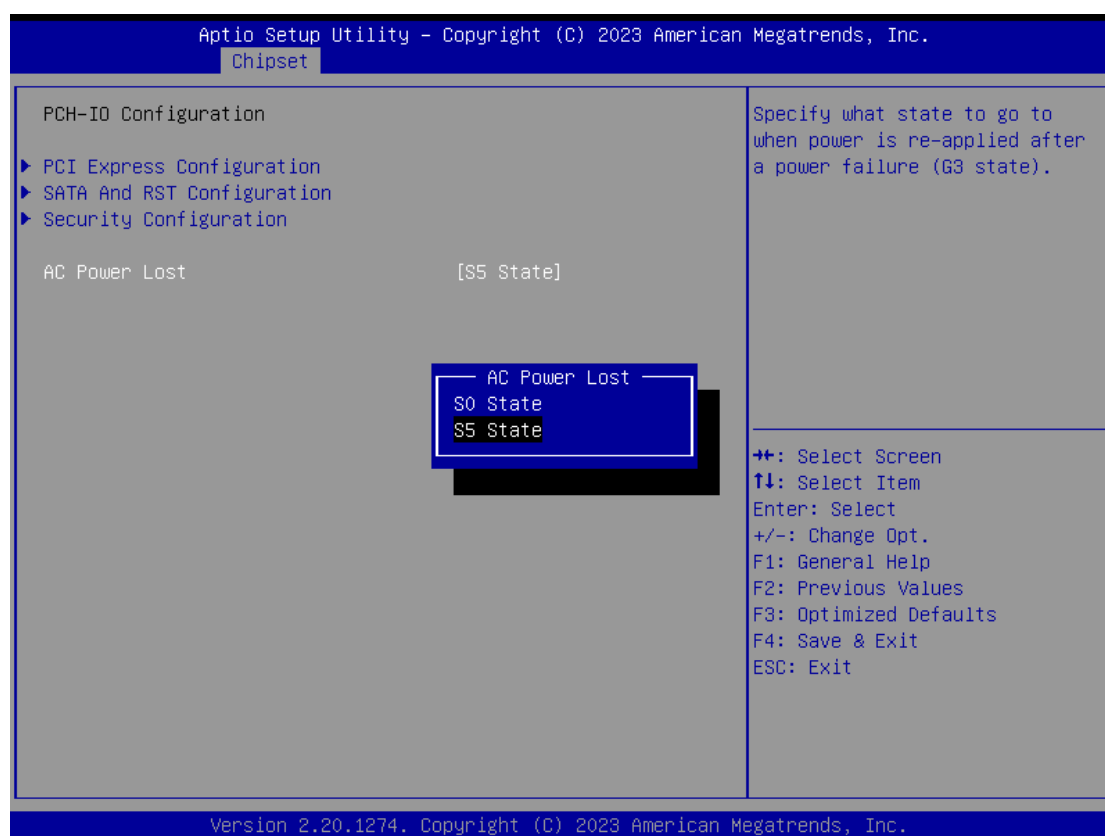 Aptio Setup Utility – Copyright (C) 2023 American Megatrends, Inc.
Chipset
PCH-IO Configuration
PCI Express Configuration
SATA And RST Configuration
Security Configuration
AC Power Lost [S5 State]
AC Power Lost
S0 State
S5 State
Specify what state to go to
when power is re-applied after
a power failure (G3 state).
→←: Select Screen
↑↓: Select Item
Enter: Select
+/-: Change Opt.
F1: General Help
F2: Previous Values
F3: Optimized Defaults
F4: Save & Exit
ESC: Exit
Version 2.20.1274. Copyright (C) 2023 American Megatrends, Inc.